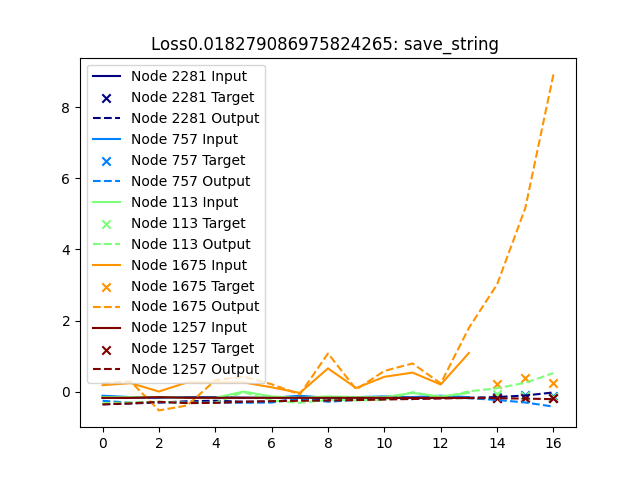 Loss0.018279086975824265: save_string
Node 2281 Input
Node 2281 Target
Node 2281 Output
Node 757 Input
Node 757 Target
Node 757 Output
Node 113 Input
Node 113 Target
Node 113 Output
Node 1675 Input
Node 1675 Target
Node 1675 Output
Node 1257 Input
Node 1257 Target
Node 1257 Output
8
6
4
2
0
0 2 4 6 8 10 12 14 16